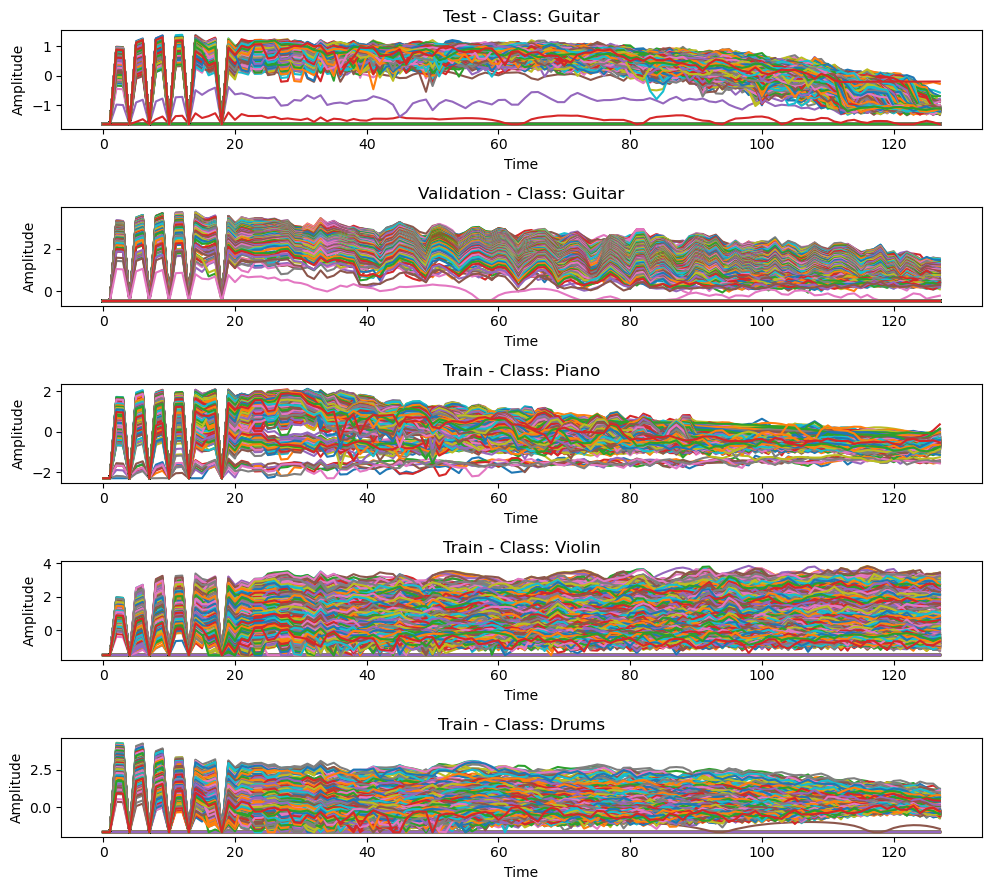 Test - Class: Guitar
Amplitude
1
0
−1
0 20 40 60 80 100 120
Time
Validation - Class: Guitar
Amplitude
2
0
0 20 40 60 80 100 120
Time
Train - Class: Piano
Amplitude
2
0
−2
0 20 40 60 80 100 120
Time
Train - Class: Violin
Amplitude
4
2
0
0 20 40 60 80 100 120
Time
Train - Class: Drums
Amplitude
2.5
0.0
0 20 40 60 80 100 120
Time